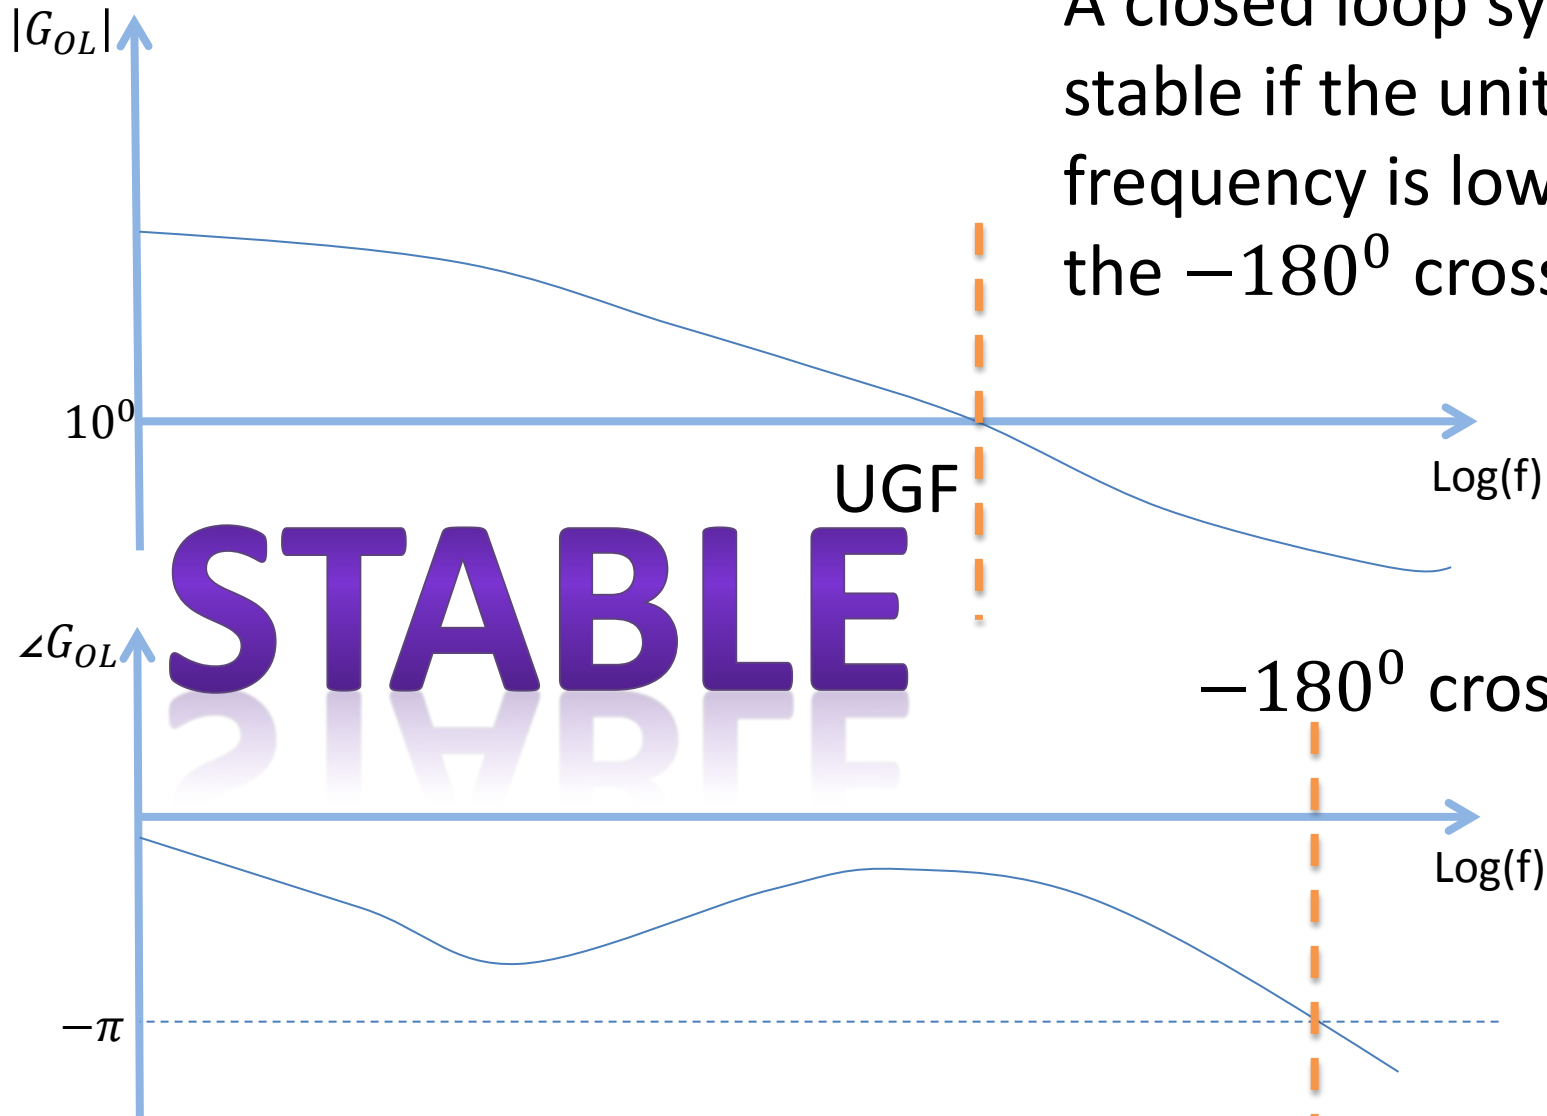 |G_OL|
A closed loop sy
stable if the unit
frequency is low
the −180⁰ cross
10⁰
Log(f)
UGF
STABLE
∠G_OL
−180⁰ cros
Log(f)
−π